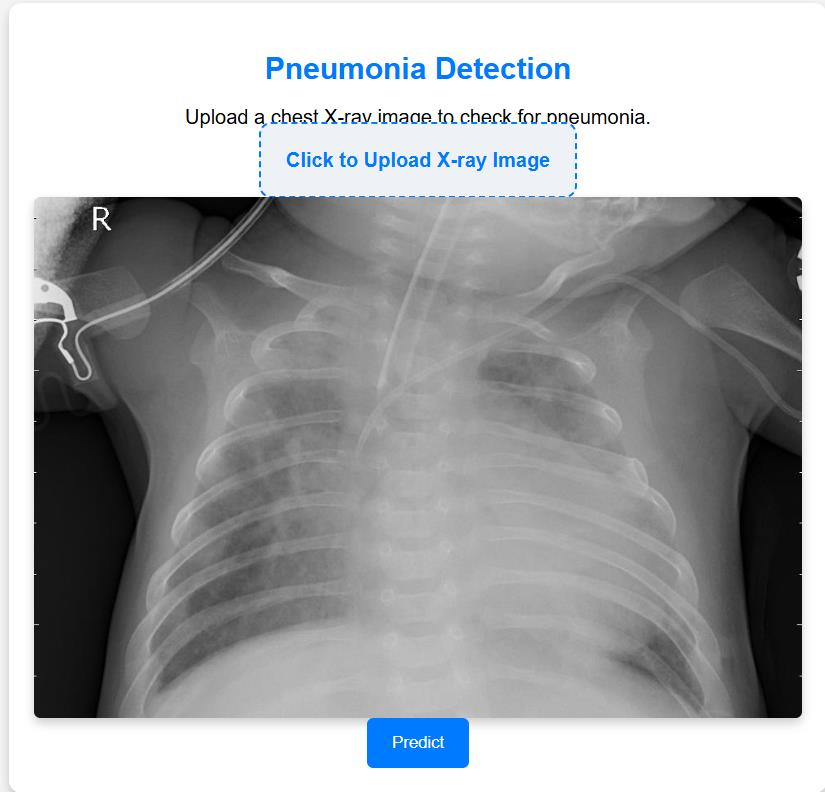 Pneumonia Detection
Upload a chest X-ray image to check for pneumonia.
Click to Upload X-ray Image
R
Predict